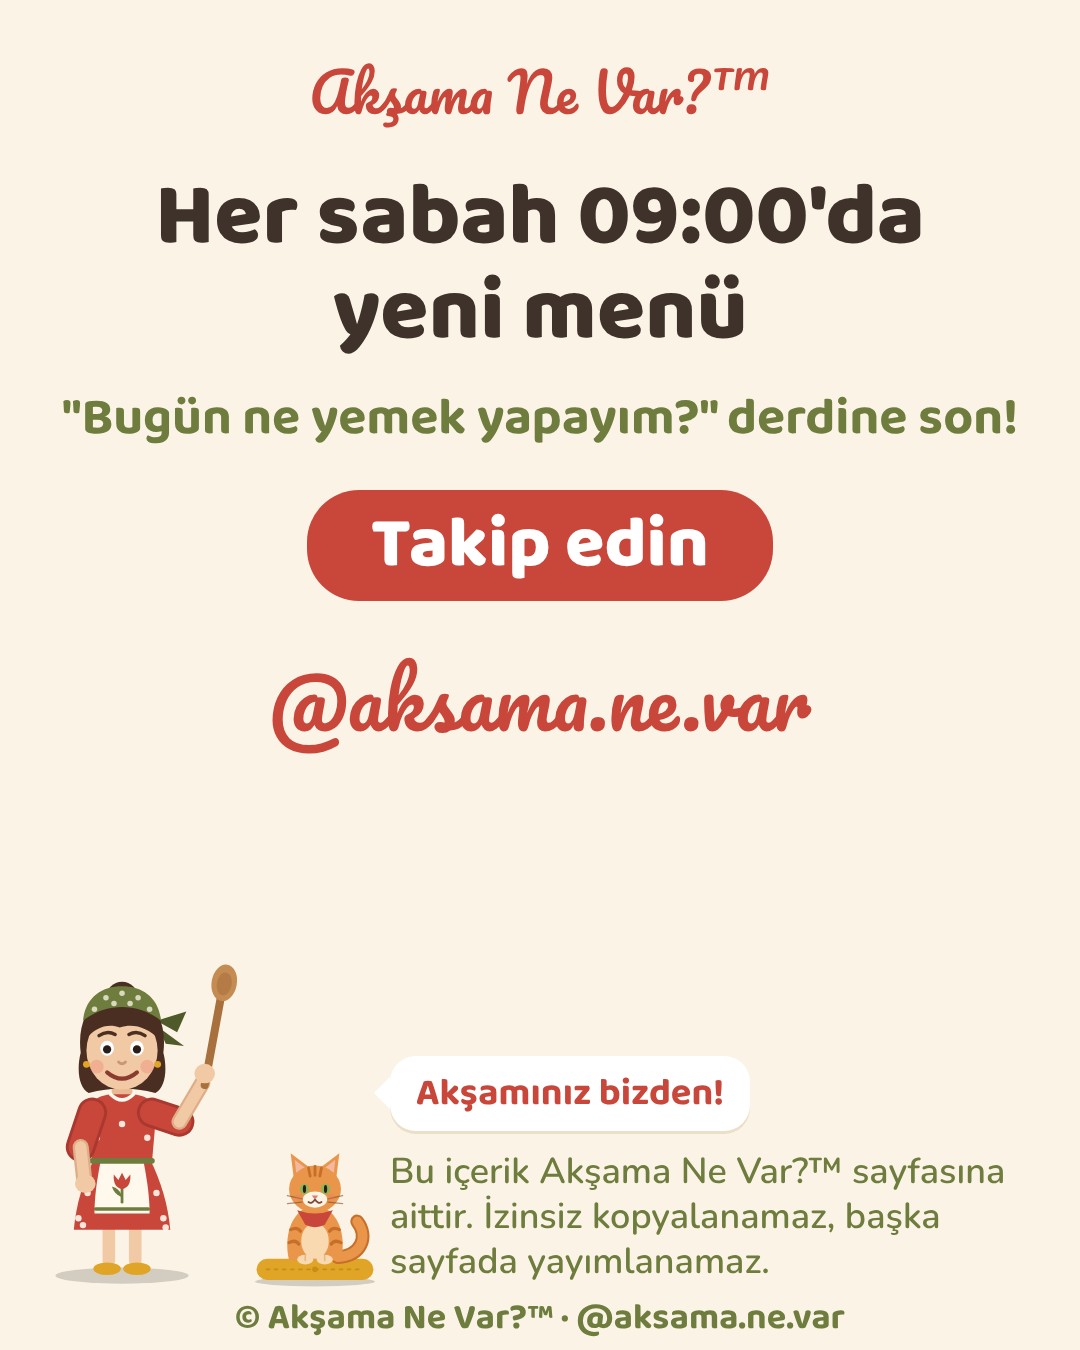 Akşama Ne Var?™
Her sabah 09:00'da
yeni menü
"Bugün ne yemek yapayım?" derdine son!
Takip edin
@aksama.ne.var
Akşamınız bizden!
Bu içerik Akşama Ne Var?™ sayfasına
aittir. İzinsiz kopyalanamaz, başka
sayfada yayımlanamaz.
© Akşama Ne Var?™ · @aksama.ne.var